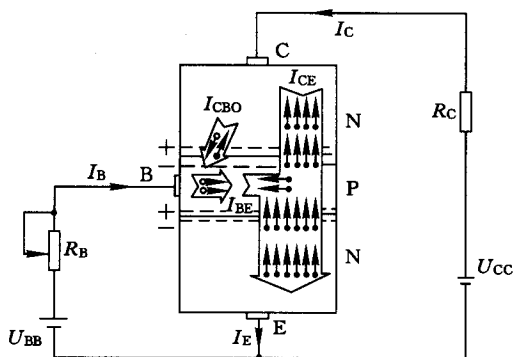 I_C
C
I_CE
I_CBO
N
R_C
+
−
I_B
B
P
I_BE
+
−
R_B
N
U_CC
U_BB
I_E
E